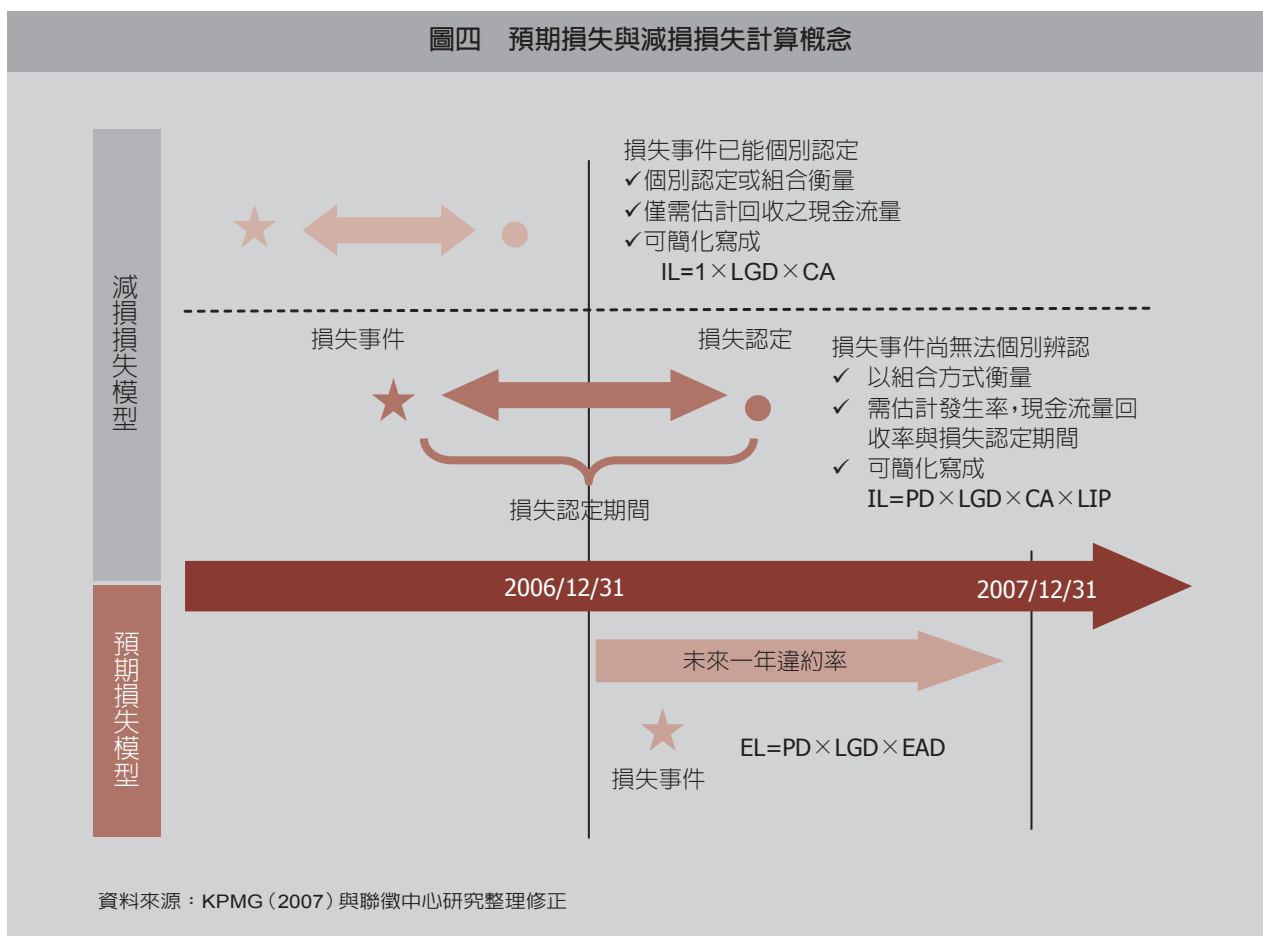 圖四 預期損失與減損損失計算概念
減損損失模型
損失事件已能個別認定
✓個別認定或組合衡量
✓僅需估計回收之現金流量
✓可簡化寫成
IL=1×LGD×CA
損失事件
損失認定
損失事件尚無法個別辨認
✓ 以組合方式衡量
✓ 需估計發生率,現金流量回
收率與損失認定期間
✓ 可簡化寫成
IL=PD×LGD×CA×LIP
損失認定期間
2006/12/31
2007/12/31
預期損失模型
未來一年違約率
EL=PD×LGD×EAD
損失事件
資料來源：KPMG（2007）與聯徵中心研究整理修正